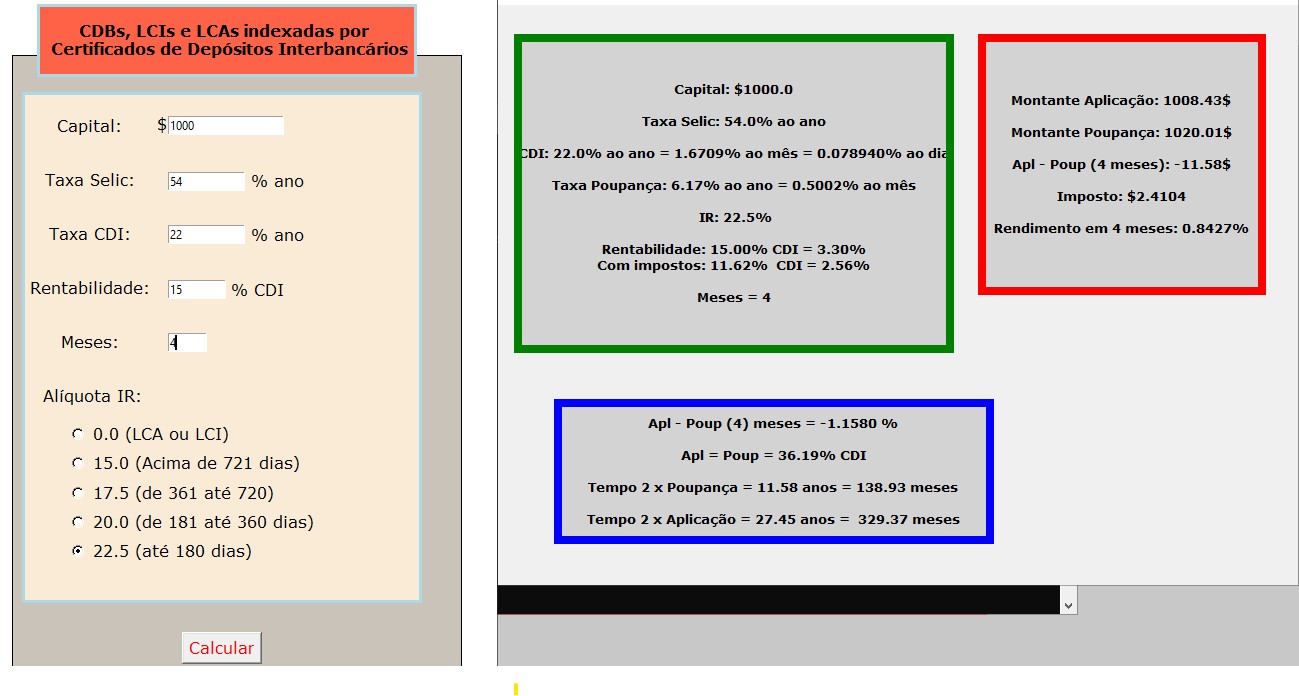 CDBs, LCIs e LCAs indexadas por
Certificados de Depósitos Interbancários
Capital: $ 1000
Taxa Selic: 54 % ano
Taxa CDI: 22 % ano
Rentabilidade: 15 % CDI
Meses: 4
Alíquota IR:
0.0 (LCA ou LCI)
15.0 (Acima de 721 dias)
17.5 (de 361 até 720)
20.0 (de 181 até 360 dias)
22.5 (até 180 dias)
Calcular
Capital: $1000.0
Taxa Selic: 54.0% ao ano
CDI: 22.0% ao ano = 1.6709% ao mês = 0.078940% ao dia
Taxa Poupança: 6.17% ao ano = 0.5002% ao mês
IR: 22.5%
Rentabilidade: 15.00% CDI = 3.30%
Com impostos: 11.62%  CDI = 2.56%
Meses = 4
Montante Aplicação: 1008.43$
Montante Poupança: 1020.01$
Apl - Poup (4 meses): -11.58$
Imposto: $2.4104
Rendimento em 4 meses: 0.8427%
Apl - Poup (4) meses = -1.1580 %
Apl = Poup = 36.19% CDI
Tempo 2 x Poupança = 11.58 anos = 138.93 meses
Tempo 2 x Aplicação = 27.45 anos =  329.37 meses